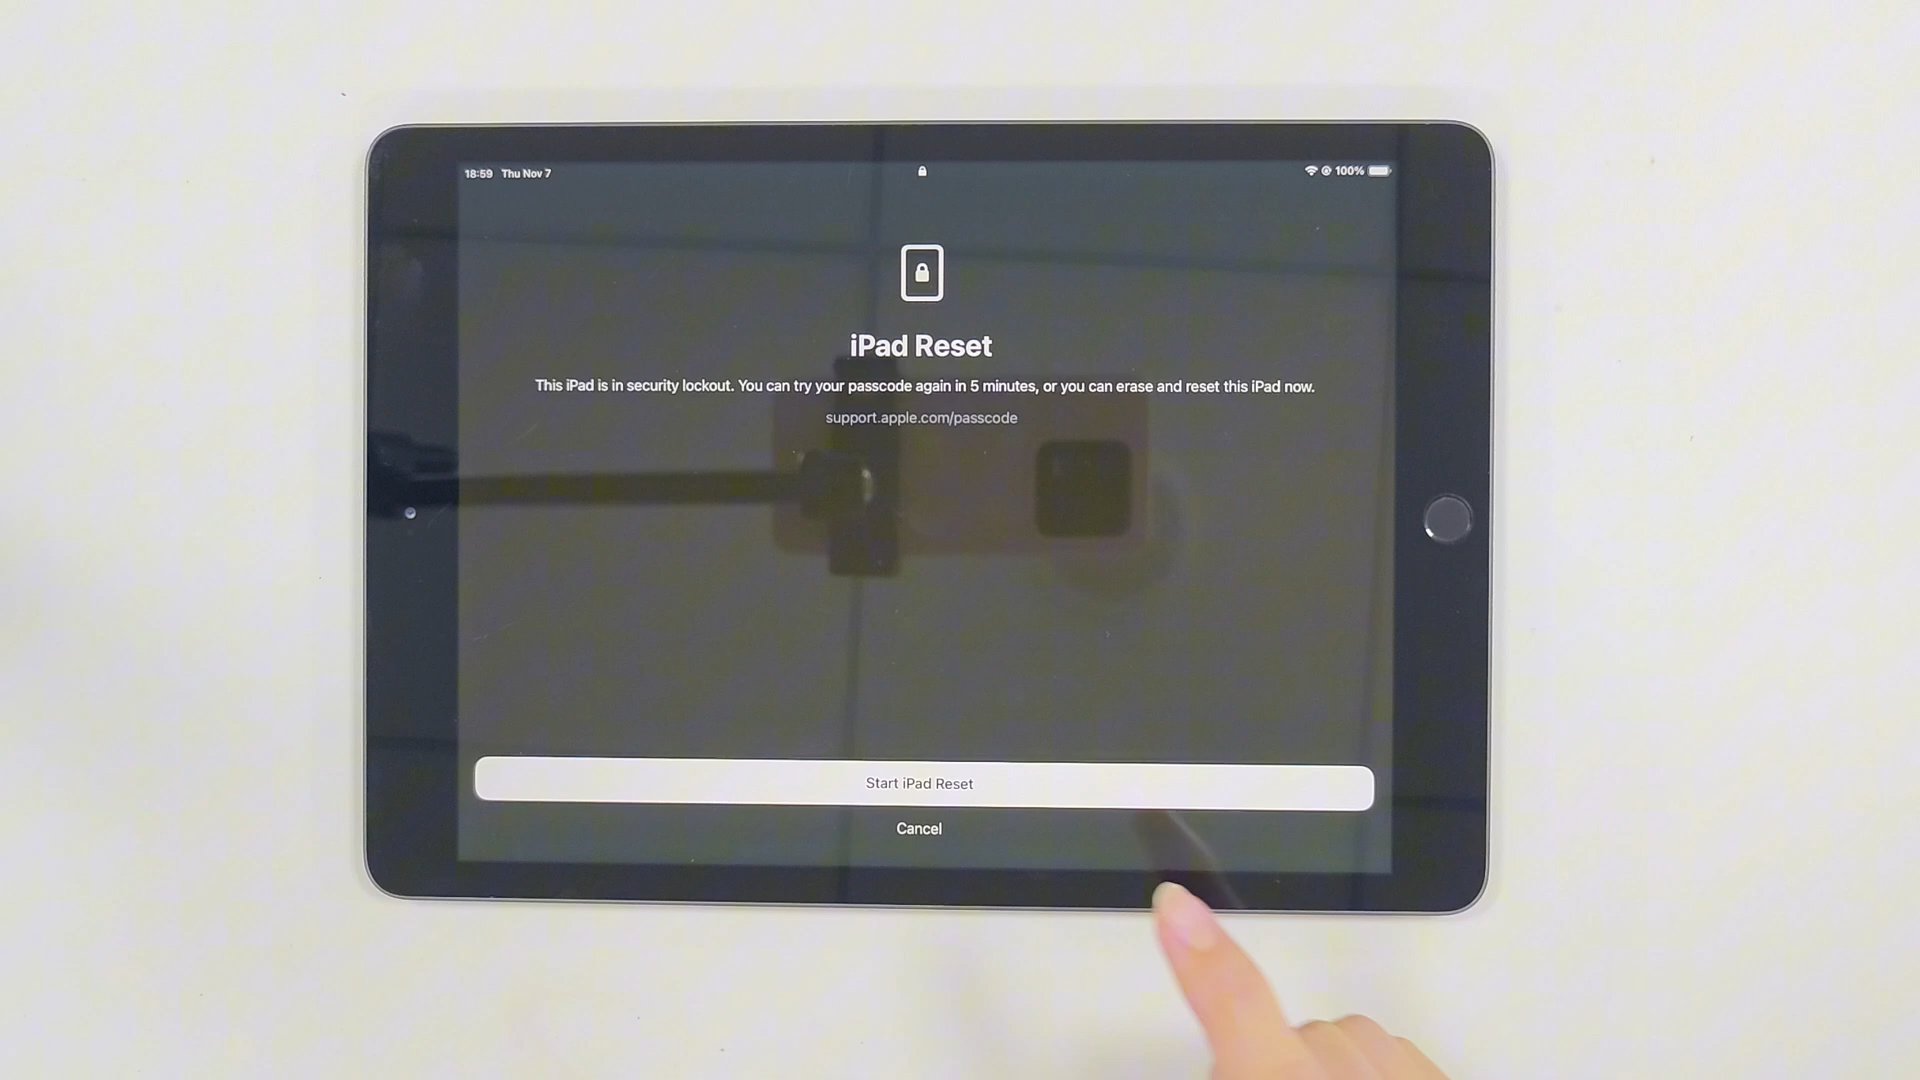 18:59 Thu Nov 7
100%
iPad Reset
This iPad is in security lockout. You can try your passcode again in 5 minutes, or you can erase and reset this iPad now.
support.apple.com/passcode
Start iPad Reset
Cancel